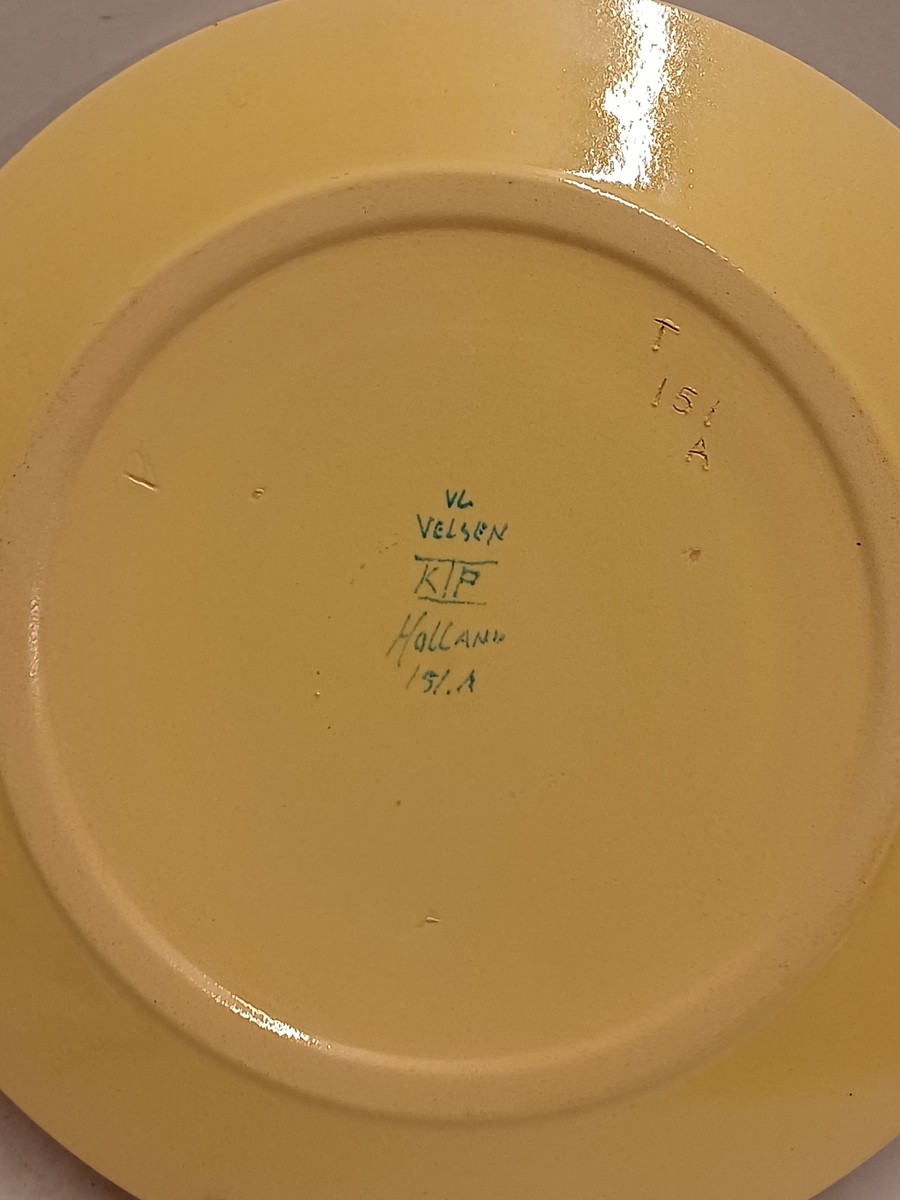 T
151
A
VL
VELSEN
KTP
HOLLAND
151.A